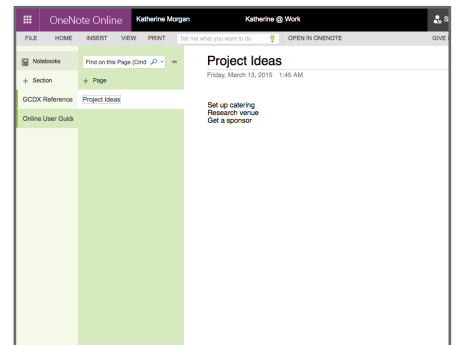 OneNote Online Katherine Morgan Katherine @ Work S
FILE HOME INSERT VIEW PRINT Tell me what you want to do OPEN IN ONENOTE GIVE
Notebooks
+ Section
GCDX Reference
Online User Guide
Find on this Page (Cmd
+ Page
Project Ideas
Project Ideas
Friday, March 13, 2015 1:45 AM
Set up catering
Research venue
Get a sponsor